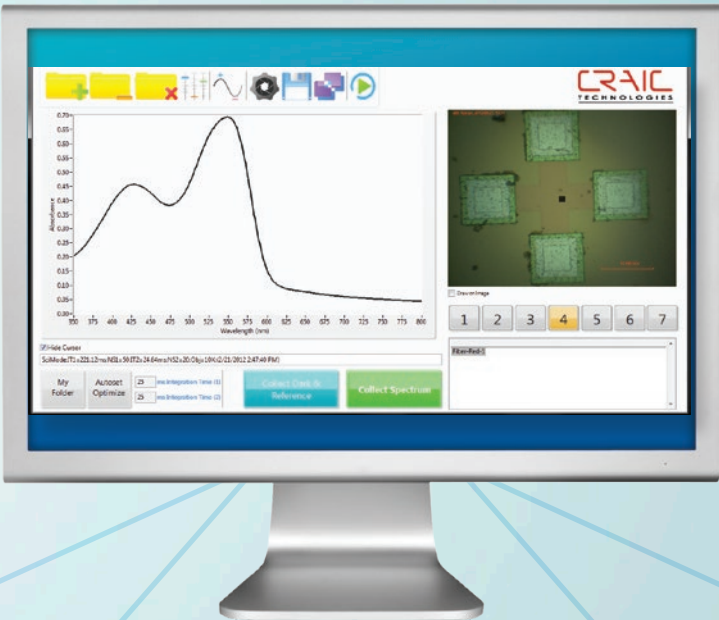 CRAIC
TECHNOLOGIES
0.70
0.65
0.60
0.55
0.50
0.45
0.40
0.35
0.30
0.25
0.20
0.15
0.10
0.05
0.00
Absorbance
350 375 400 425 450 475 500 525 550 575 600 625 650 675 700 725 750 775 800
Wavelength (nm)
Draw on Image
1 2 3 4 5 6 7
Hide Cursor
Fiber-Red-1
My
Folder
Autoset
Optimize
25 ms Integration Time (1)
25 ms Integration Time (2)
Collect Dark &
Reference
Collect Spectrum